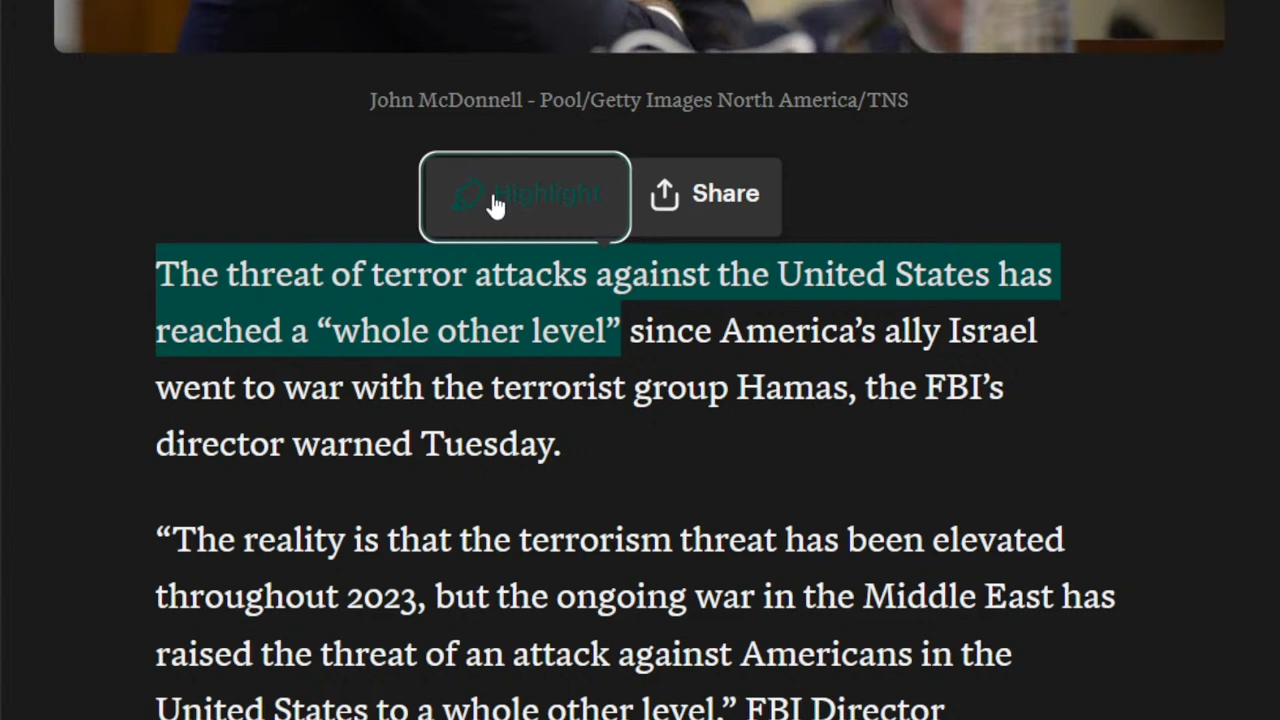 John McDonnell - Pool/Getty Images North America/TNS
Highlight
Share
The threat of terror attacks against the United States has
reached a “whole other level” since America’s ally Israel
went to war with the terrorist group Hamas, the FBI’s
director warned Tuesday.
“The reality is that the terrorism threat has been elevated
throughout 2023, but the ongoing war in the Middle East has
raised the threat of an attack against Americans in the
United States to a whole other level,” FBI Director